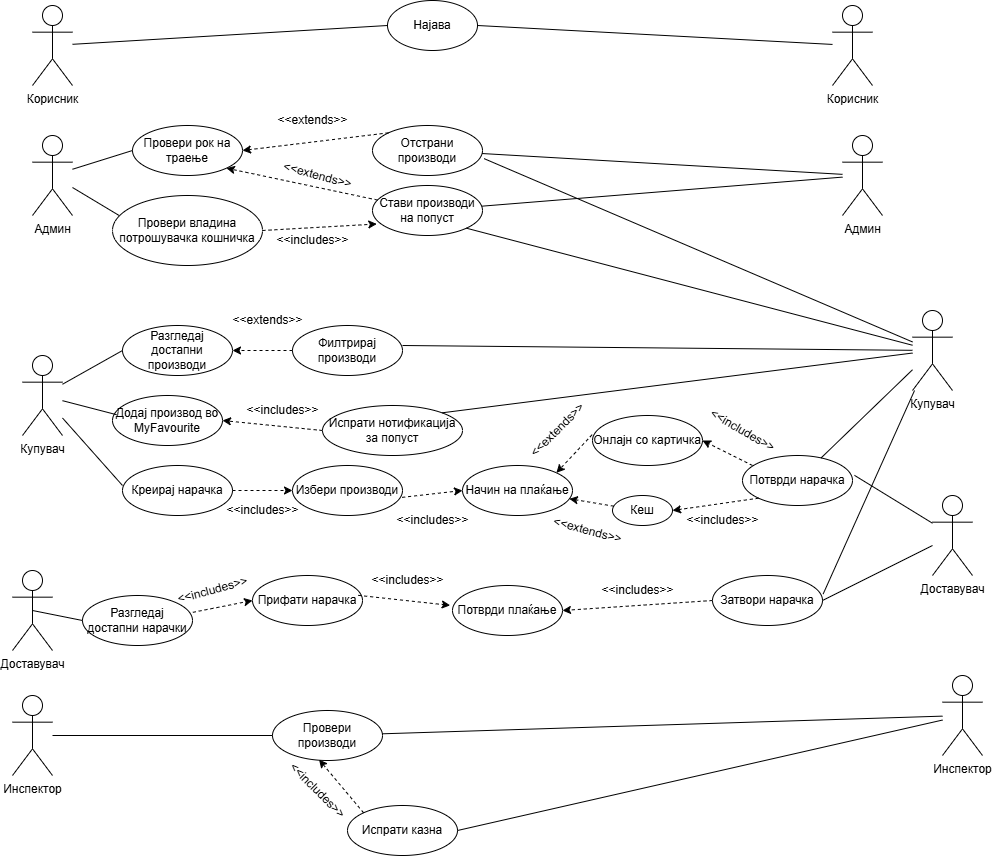 Најава
Корисник
Корисник
<<extends>>
Провери рок на
траење
Отстрани
производи
<<extends>>
Админ
Стави производи
на попуст
Админ
Провери владина
потрошувачка кошничка
<<includes>>
<<extends>>
Разгледај
достапни
производи
Филтрирај
производи
Купувач
<<includes>>
Додај производ во
MyFavourite
Испрати нотификација
за попуст
<<extends>>
Онлајн со картичка
<<includes>>
Купувач
Креирај нарачка
Избери производи
Начин на плаќање
Потврди нарачка
<<includes>>
<<includes>>
Кеш
<<extends>>
<<includes>>
Доставувач
<<includes>>
Прифати нарачка
<<includes>>
Потврди плаќање
<<includes>>
Затвори нарачка
Разгледај
достапни нарачки
Доставувач
Провери
производи
Инспектор
Инспектор
<<includes>>
Испрати казна